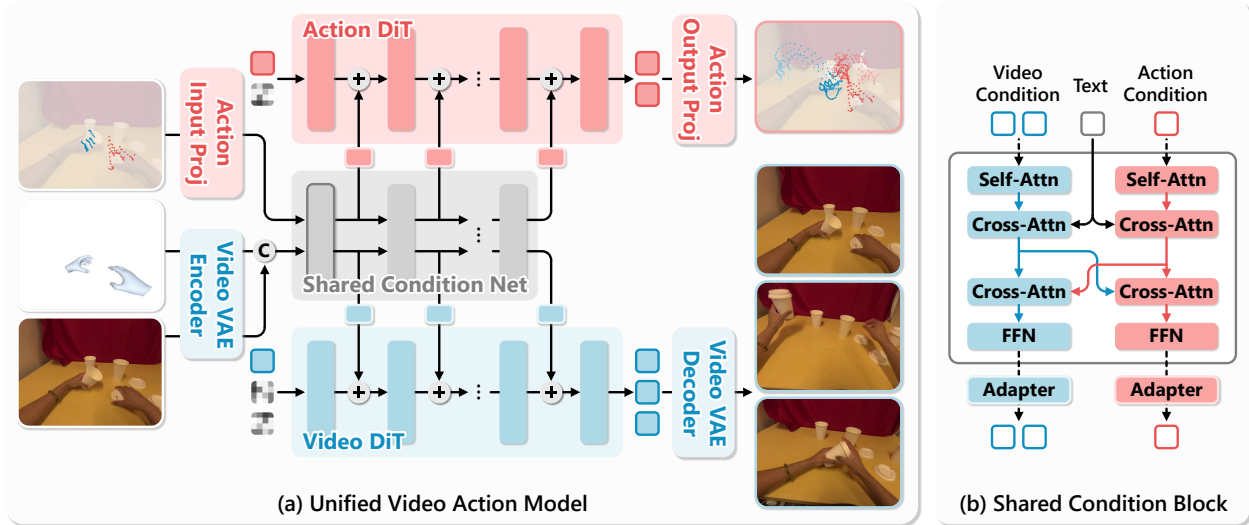 Action DiT
Action
Input Proj
Action
Output Proj
Video VAE
Encoder
C
Shared Condition Net
Video DiT
Video VAE
Decoder
(a) Unified Video Action Model
Video
Condition
Text
Action
Condition
Self-Attn
Self-Attn
Cross-Attn
Cross-Attn
Cross-Attn
Cross-Attn
FFN
FFN
Adapter
Adapter
(b) Shared Condition Block